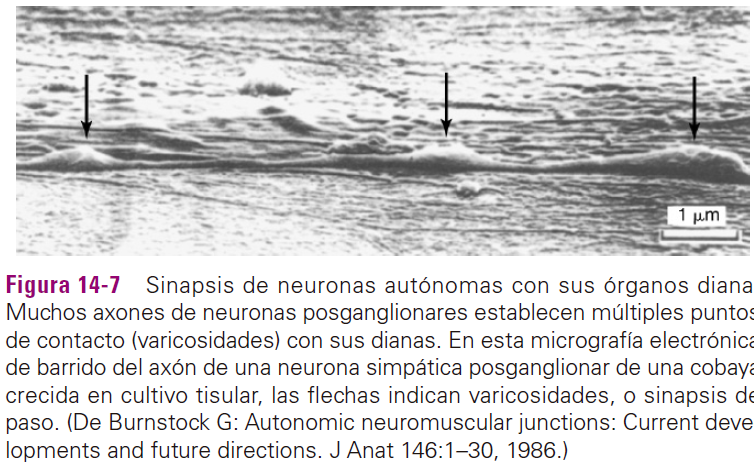 1 μm
Figura 14-7 Sinapsis de neuronas autónomas con sus órganos diana
Muchos axones de neuronas posganglionares establecen múltiples puntos
de contacto (varicosidades) con sus dianas. En esta micrografía electrónica
de barrido del axón de una neurona simpática posganglionar de una cobaya
crecida en cultivo tisular, las flechas indican varicosidades, o sinapsis de
paso. (De Burnstock G: Autonomic neuromuscular junctions: Current deve-
lopments and future directions. J Anat 146:1–30, 1986.)